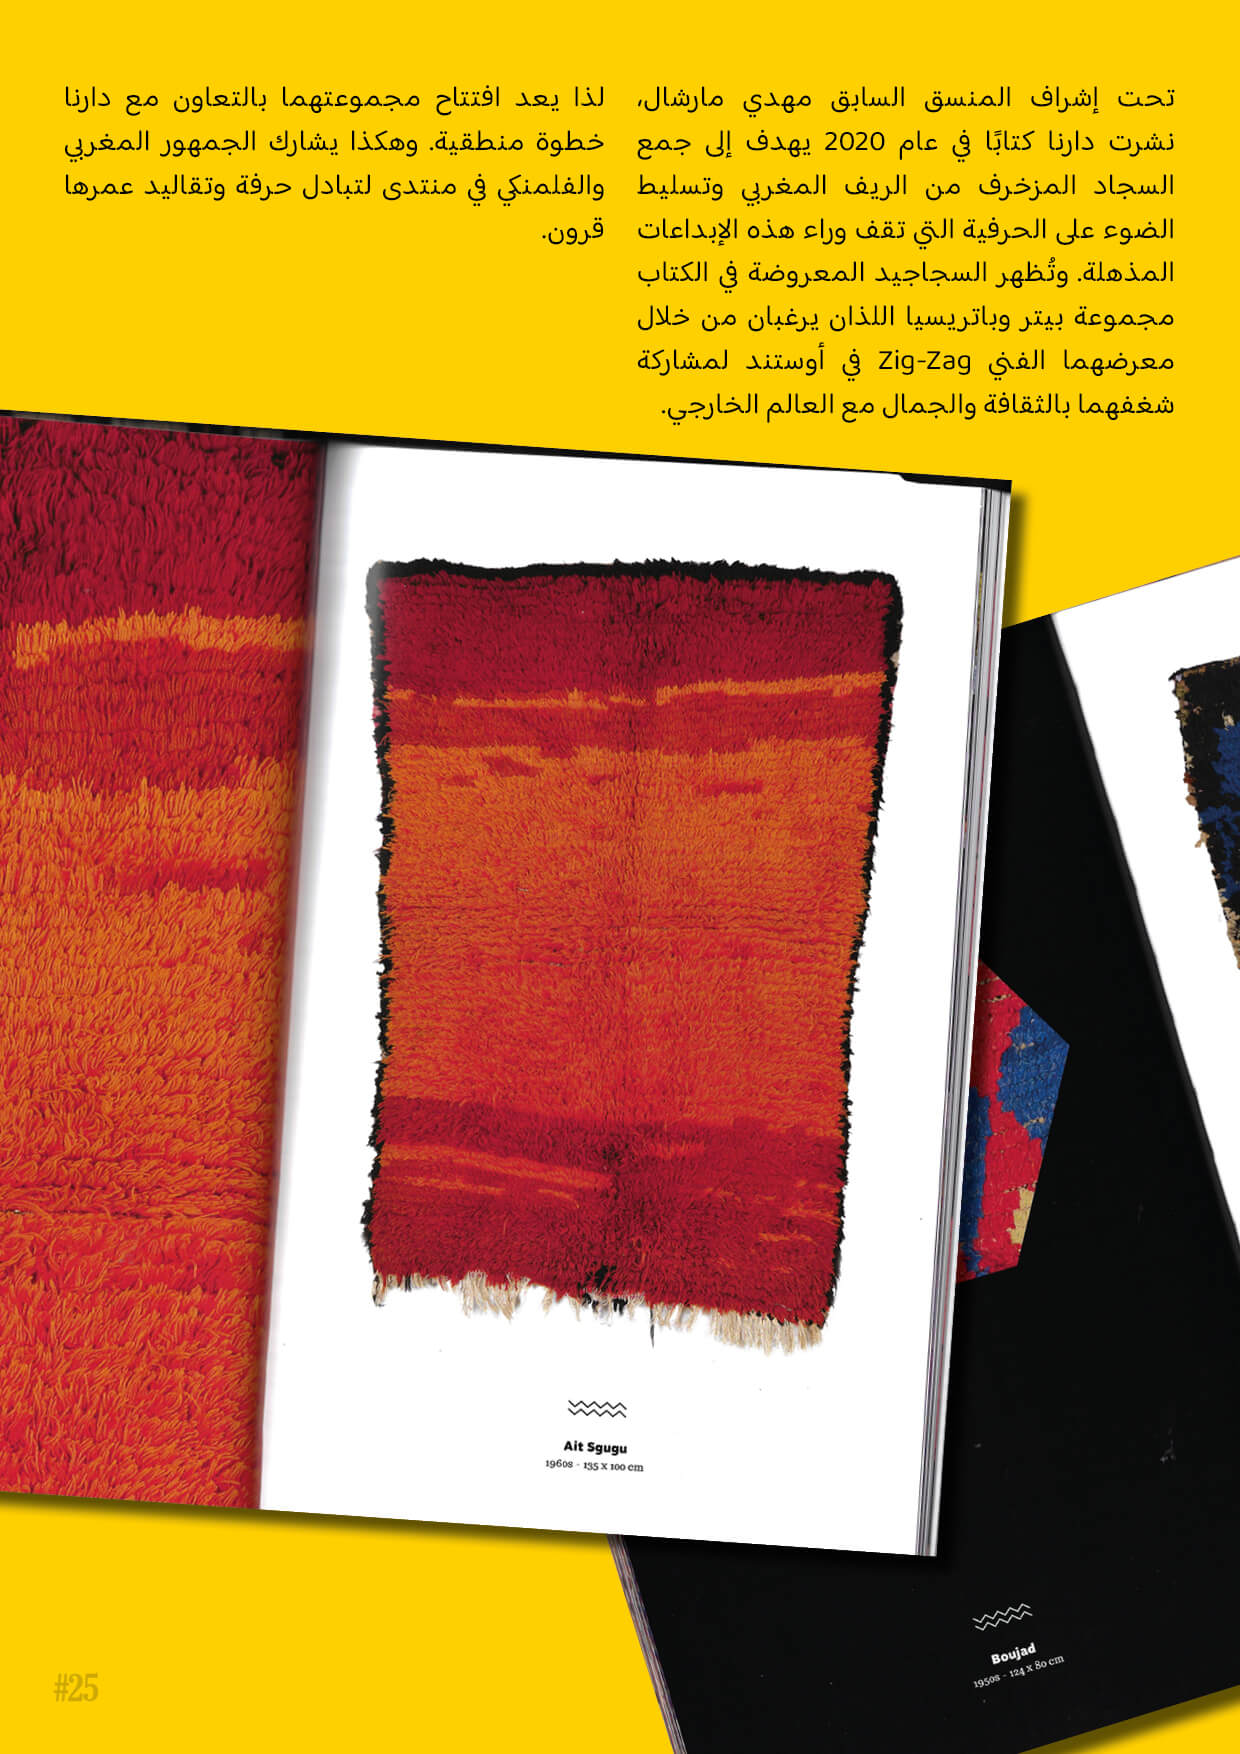 تحت إشراف المنسق السابق مهدي مارشال،
نشرت دارنا كتابًا في عام 2020 يهدف إلى جمع
السجاد المزخرف من الريف المغربي وتسليط
الضوء على الحرفية التي تقف وراء هذه الإبداعات
المذهلة. وتُظهر السجاجيد المعروضة في الكتاب
مجموعة بيتر وباتريسيا اللذان يرغبان من خلال
معرضهما الفني Zig-Zag في أوستند لمشاركة
شغفهما بالثقافة والجمال مع العالم الخارجي.
لذا يعد افتتاح مجموعتهما بالتعاون مع دارنا
خطوة منطقية. وهكذا يشارك الجمهور المغربي
والفلمنكي في منتدى لتبادل حرفة وتقاليد عمرها
قرون.
Ait Sgugu
1960s - 135 x 100 cm
Boujad
1950s - 124 x 80 cm
#25